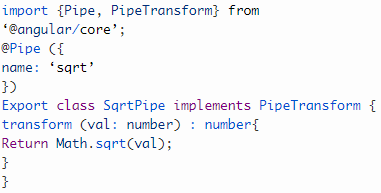 import {Pipe, PipeTransform} from
‘@angular/core’;
@Pipe ({
name: ‘sqrt’
})
Export class SqrtPipe implements PipeTransform {
transform (val: number) : number{
Return Math.sqrt(val);
}
}